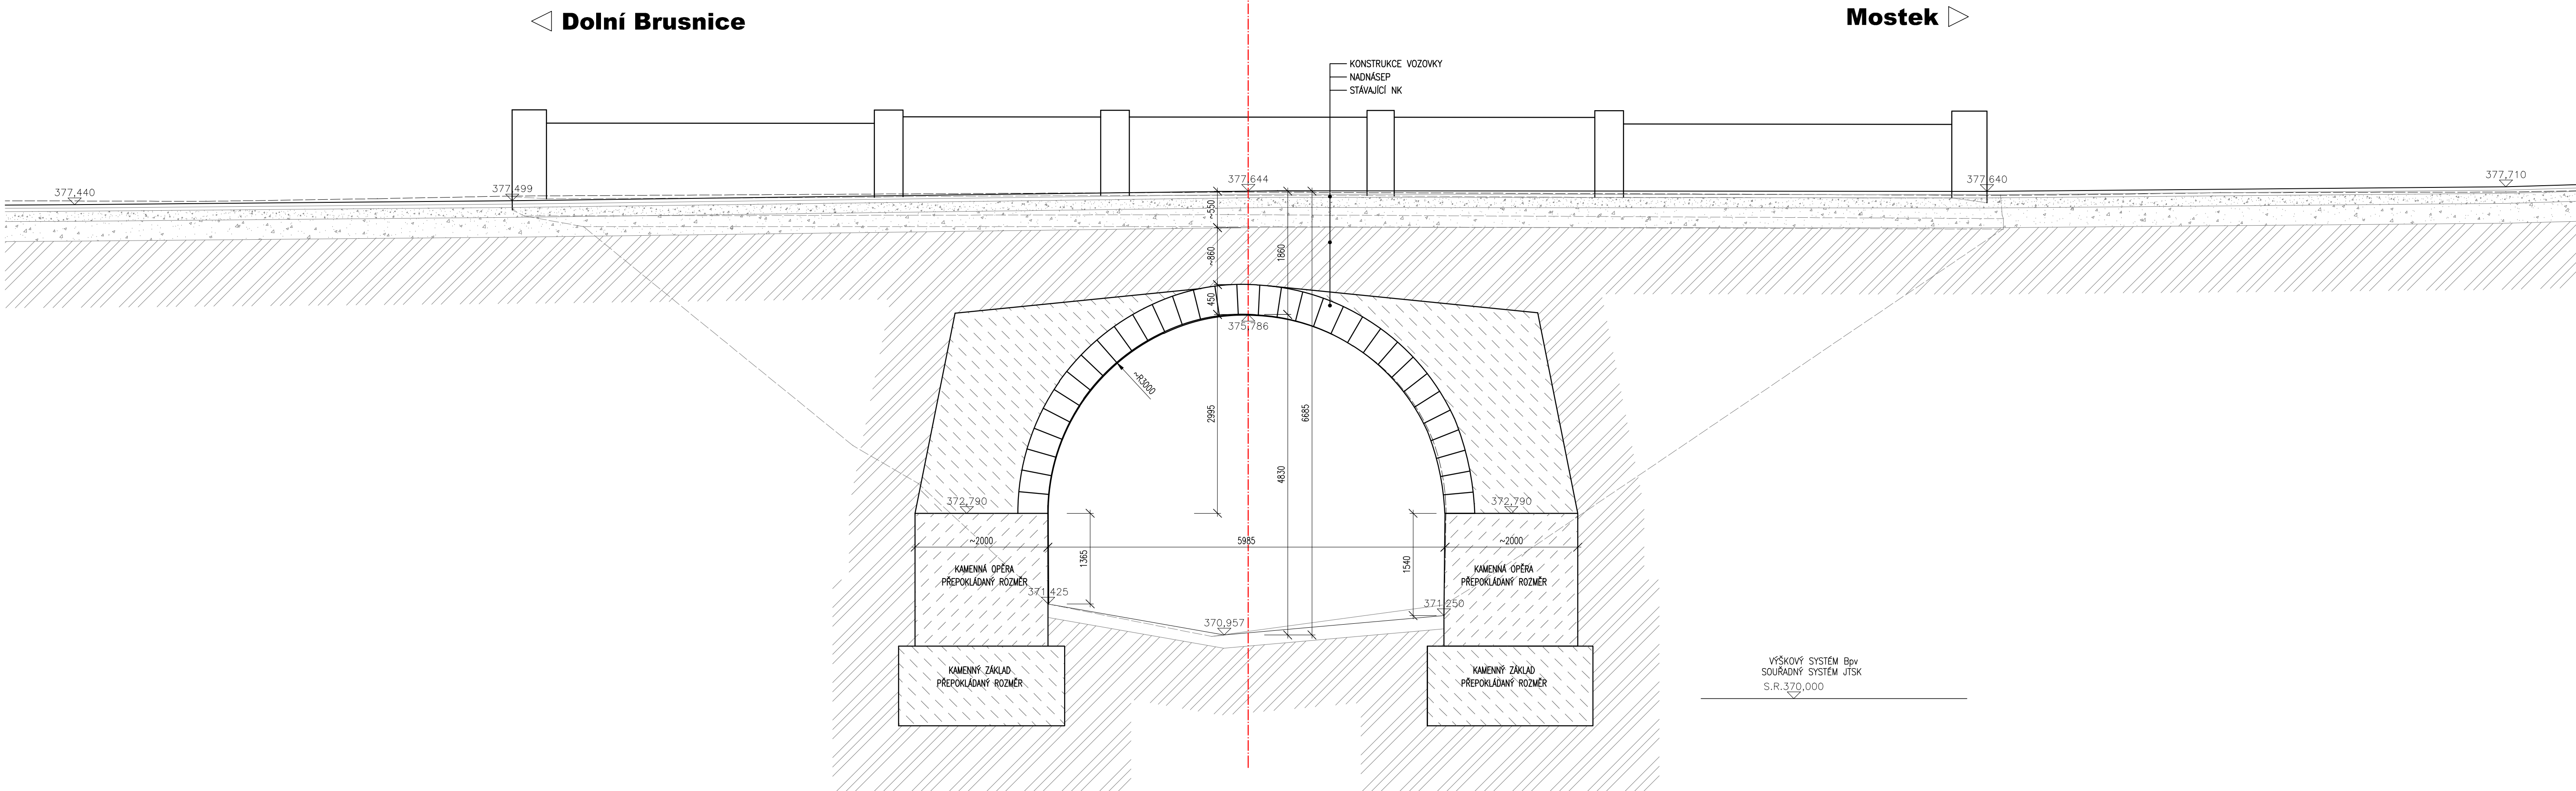 Dolní Brusnice
Mostek
KONSTRUKCE VOZOVKY
NADNÁSEP
STÁVAJÍCÍ NK
377,440
377,499
377,644
377,640
377,710
~550
~860
1860
450
375,786
~R3000
2995
6685
4830
372,790
372,790
~2000
5985
~2000
1365
1540
KAMENNÁ OPĚRA
PŘEPOKLÁDANÝ ROZMĚR
KAMENNÁ OPĚRA
PŘEPOKLÁDANÝ ROZMĚR
371,425
371,250
370,957
KAMENNÝ ZÁKLAD
PŘEPOKLÁDANÝ ROZMĚR
KAMENNÝ ZÁKLAD
PŘEPOKLÁDANÝ ROZMĚR
VÝŠKOVÝ SYSTÉM Bpv
SOUŘADNÝ SYSTÉM JTSK
S.R.370,000